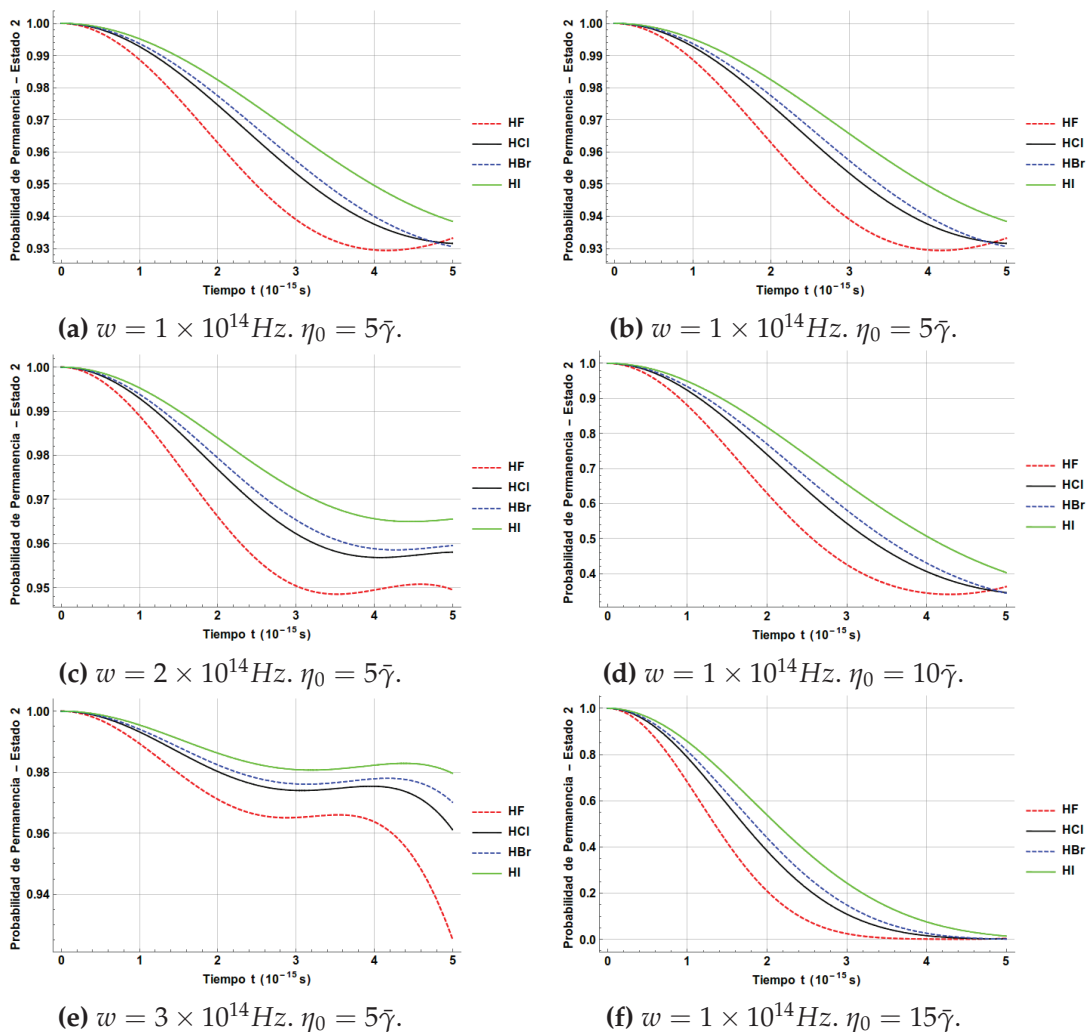 Probabilidad de Permanencia – Estado 2
1.00
0.99
0.98
0.97
0.96
0.95
0.94
0.93
0 1 2 3 4 5
Tiempo t (10⁻¹⁵ s)
HF
HCl
HBr
HI
(a) w = 1 × 10¹⁴Hz. η₀ = 5γ̄.
Probabilidad de Permanencia – Estado 2
1.00
0.99
0.98
0.97
0.96
0.95
0.94
0.93
0 1 2 3 4 5
Tiempo t (10⁻¹⁵ s)
HF
HCl
HBr
HI
(b) w = 1 × 10¹⁴Hz. η₀ = 5γ̄.
Probabilidad de Permanencia – Estado 2
1.00
0.99
0.98
0.97
0.96
0.95
0 1 2 3 4 5
Tiempo t (10⁻¹⁵ s)
HF
HCl
HBr
HI
(c) w = 2 × 10¹⁴Hz. η₀ = 5γ̄.
Probabilidad de Permanencia – Estado 2
1.0
0.9
0.8
0.7
0.6
0.5
0.4
0 1 2 3 4 5
Tiempo t (10⁻¹⁵ s)
HF
HCl
HBr
HI
(d) w = 1 × 10¹⁴Hz. η₀ = 10γ̄.
Probabilidad de Permanencia – Estado 2
1.00
0.98
0.96
0.94
0 1 2 3 4 5
Tiempo t (10⁻¹⁵ s)
HF
HCl
HBr
HI
(e) w = 3 × 10¹⁴Hz. η₀ = 5γ̄.
Probabilidad de Permanencia – Estado 2
1.0
0.8
0.6
0.4
0.2
0.0
0 1 2 3 4 5
Tiempo t (10⁻¹⁵ s)
HF
HCl
HBr
HI
(f) w = 1 × 10¹⁴Hz. η₀ = 15γ̄.